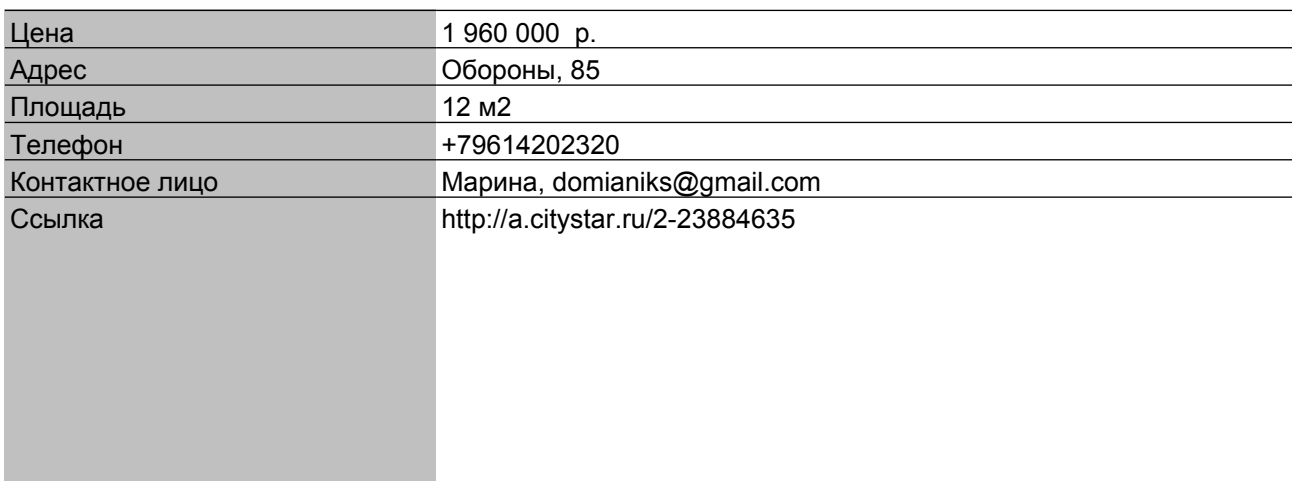 Цена 1 960 000 р.
Адрес Обороны, 85
Площадь 12 м2
Телефон +79614202320
Контактное лицо Марина, domianiks@gmail.com
Ссылка http://a.citystar.ru/2-23884635